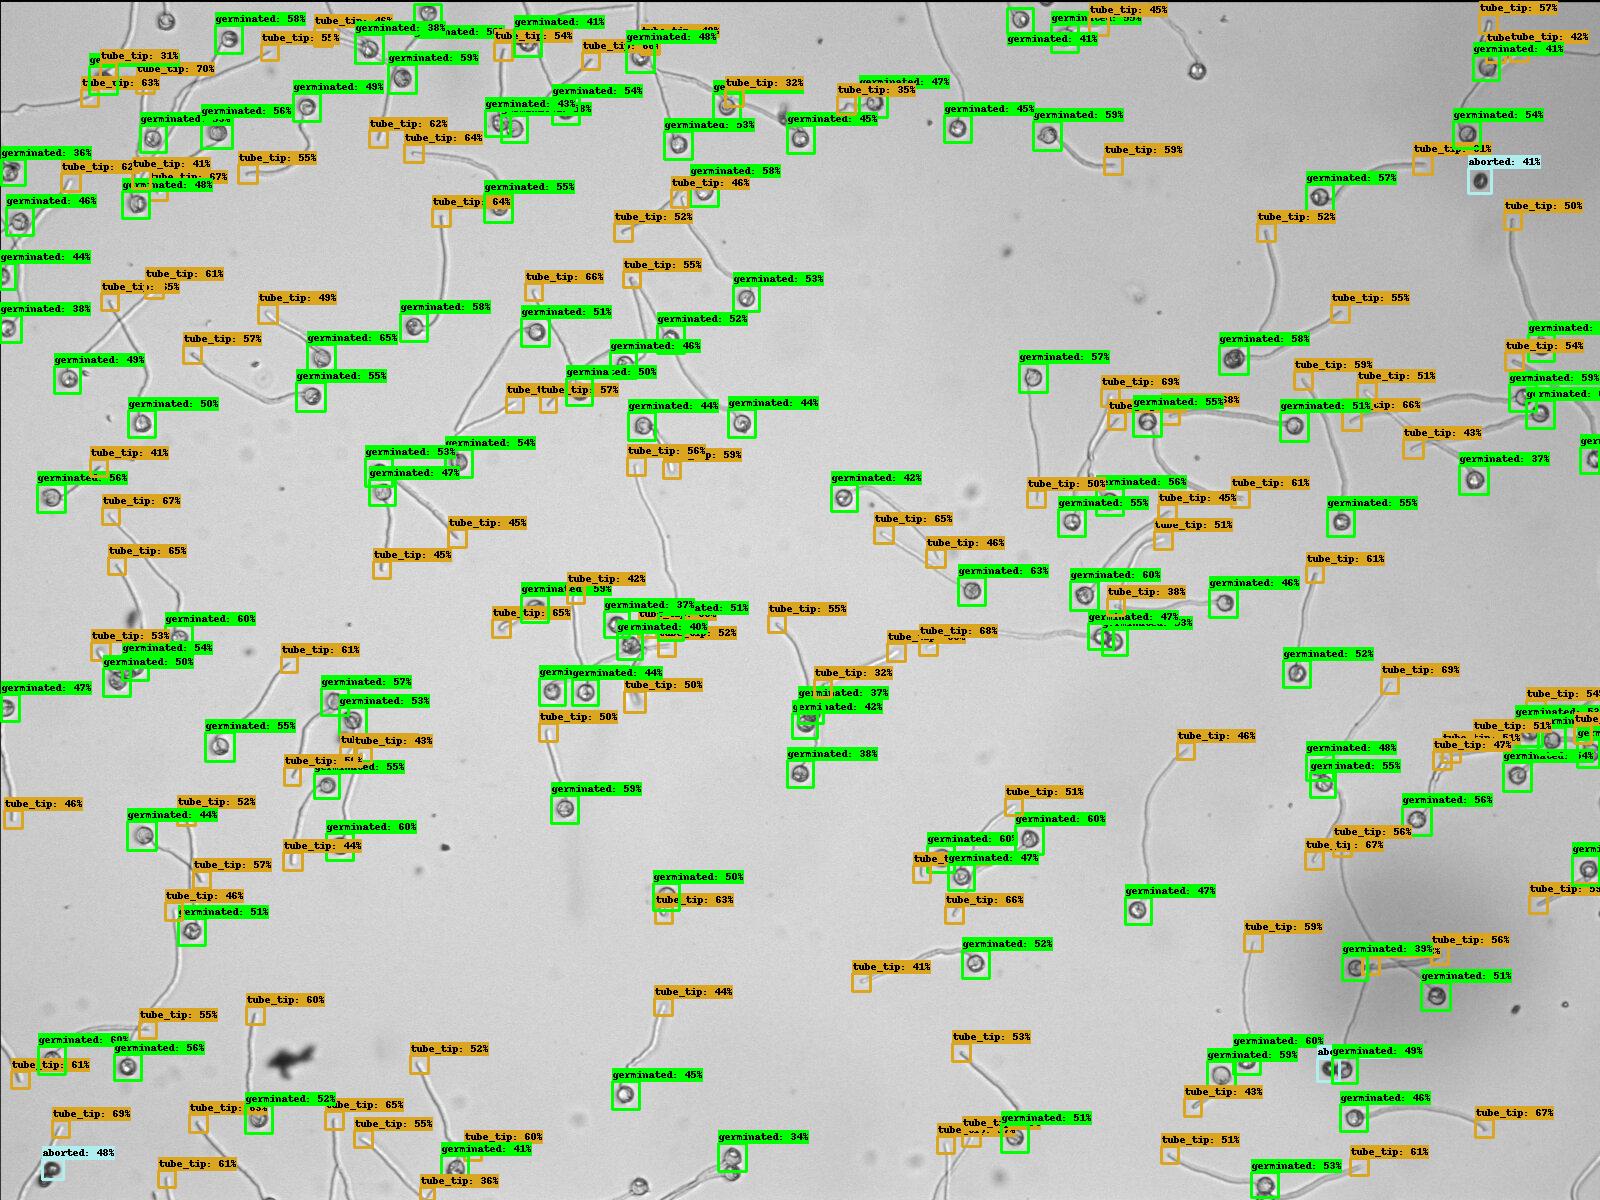 tube_tip: 45%
tube_tip: 57%
germinated: 58%
germinated: 41%
germinated: 38%
tube_tip: 54%
germinated: 48%
germinated: 41%
tube_tip: 42%
germinated: 41%
tube_tip: 31%
tube_tip: 70%
germinated: 59%
tube_tip: 63%
germinated: 49%
germinated: 54%
tube_tip: 32%
germinated: 47%
tube_tip: 35%
germinated: 56%
germinated: 43%
germinated: 45%
germinated: 45%
germinated: 59%
germinated: 54%
tube_tip: 62%
tube_tip: 64%
germinated: 53%
germinated: 36%
tube_tip: 55%
tube_tip: 41%
tube_tip: 67%
tube_tip: 59%
aborted: 41%
germinated: 48%
germinated: 55%
germinated: 58%
tube_tip: 46%
germinated: 57%
germinated: 46%
tube_tip: 64%
tube_tip: 52%
tube_tip: 52%
tube_tip: 50%
germinated: 44%
tube_tip: 61%
tube_tip: 66%
tube_tip: 55%
germinated: 53%
tube_tip: 49%
tube_tip: 55%
germinated: 38%
germinated: 58%
germinated: 51%
germinated: 52%
tube_tip: 57%
germinated: 65%
germinated: 46%
germinated: 58%
tube_tip: 54%
germinated: 49%
germinated: 55%
germinated: 50%
germinated: 57%
tube_tip: 59%
tube_tip: 51%
germinated: 59%
tube_tip: 57%
tube_tip: 69%
germinated: 50%
germinated: 44%
germinated: 44%
germinated: 55%
germinated: 51%
tube_tip: 43%
tube_tip: 41%
germinated: 53%
germinated: 54%
tube_tip: 56%
germinated: 37%
germinated: 56%
germinated: 47%
germinated: 42%
tube_tip: 50%
germinated: 56%
tube_tip: 61%
tube_tip: 67%
tube_tip: 45%
germinated: 55%
tube_tip: 45%
germinated: 55%
tube_tip: 65%
tube_tip: 65%
tube_tip: 45%
tube_tip: 46%
tube_tip: 61%
tube_tip: 42%
germinated: 63%
germinated: 60%
germinated: 46%
tube_tip: 38%
germinated: 60%
tube_tip: 65%
germinated: 37%
tube_tip: 55%
germinated: 47%
tube_tip: 53%
germinated: 54%
germinated: 40%
tube_tip: 52%
tube_tip: 68%
germinated: 50%
tube_tip: 61%
germinated: 52%
germinated: 47%
germinated: 57%
germinated: 44%
tube_tip: 50%
tube_tip: 32%
tube_tip: 69%
germinated: 53%
germinated: 37%
germinated: 42%
germinated: 55%
tube_tip: 50%
tube_tip: 43%
tube_tip: 46%
tube_tip: 51%
tube_tip: 47%
germinated: 38%
germinated: 48%
germinated: 55%
germinated: 59%
tube_tip: 51%
tube_tip: 46%
tube_tip: 52%
germinated: 44%
germinated: 60%
tube_tip: 44%
germinated: 60%
germinated: 56%
germinated: 47%
tube_tip: 56%
tube_tip: 67%
tube_tip: 57%
germinated: 50%
tube_tip: 46%
germinated: 51%
tube_tip: 63%
tube_tip: 66%
germinated: 47%
tube_tip: 59%
germinated: 52%
germinated: 39%
tube_tip: 56%
tube_tip: 41%
germinated: 51%
tube_tip: 60%
tube_tip: 44%
tube_tip: 55%
germinated: 60%
germinated: 56%
tube_tip: 52%
tube_tip: 53%
germinated: 60%
germinated: 59%
germinated: 49%
tube_tip: 61%
germinated: 45%
tube_tip: 43%
tube_tip: 69%
germinated: 52%
tube_tip: 65%
tube_tip: 55%
germinated: 51%
germinated: 46%
tube_tip: 67%
tube_tip: 60%
germinated: 41%
germinated: 34%
tube_tip: 51%
aborted: 48%
tube_tip: 61%
tube_tip: 36%
germinated: 53%
tube_tip: 61%